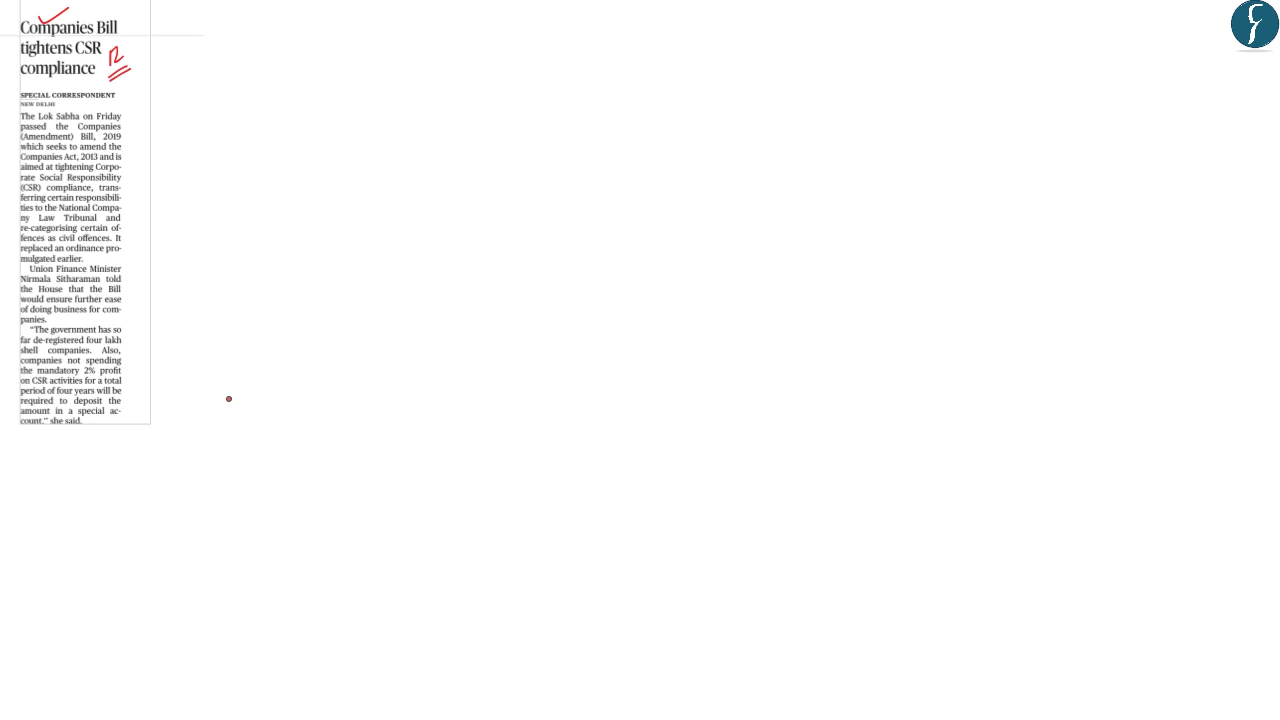 Companies Bill
tightens CSR
compliance
12
SPECIAL CORRESPONDENT
NEW DELHI
The Lok Sabha on Friday
passed the Companies
(Amendment) Bill, 2019
which seeks to amend the
Companies Act, 2013 and is
aimed at tightening Corpo-
rate Social Responsibility
(CSR) compliance, trans-
ferring certain responsibili-
ties to the National Compa-
ny Law Tribunal and
re-categorising certain of-
fences as civil offences. It
replaced an ordinance pro-
mulgated earlier.
Union Finance Minister
Nirmala Sitharaman told
the House that the Bill
would ensure further ease
of doing business for com-
panies.
“The government has so
far de-registered four lakh
shell companies. Also,
companies not spending
the mandatory 2% profit
on CSR activities for a total
period of four years will be
required to deposit the
amount in a special ac-
count,” she said.